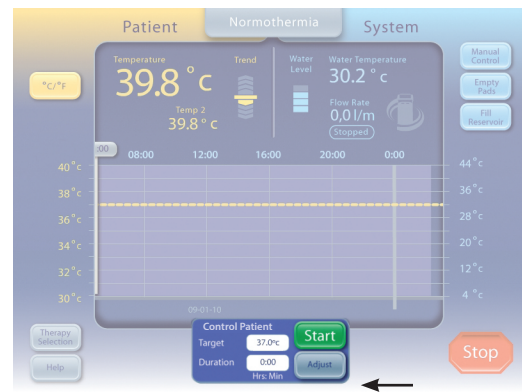 Patient
Normothermia
System
Temperature
39.8 °c
Trend
Temp 2
39.8 ° c
Water Level
Water Temperature
30.2 ° c
Flow Rate
0,0 l/m
Stopped
°C/°F
Manual
Control
Empty
Pads
Fill
Reservoir
:00
08:00
12:00
16:00
20:00
0:00
40°c
38°c
36°c
34°c
32°c
30°c
44°c
36°c
28°c
20°c
12°c
4 °c
09-01-10
Therapy
Selection
Help
Control Patient
Target
37.0°c
Start
Duration
0:00
Hrs: Min
Adjust
Stop